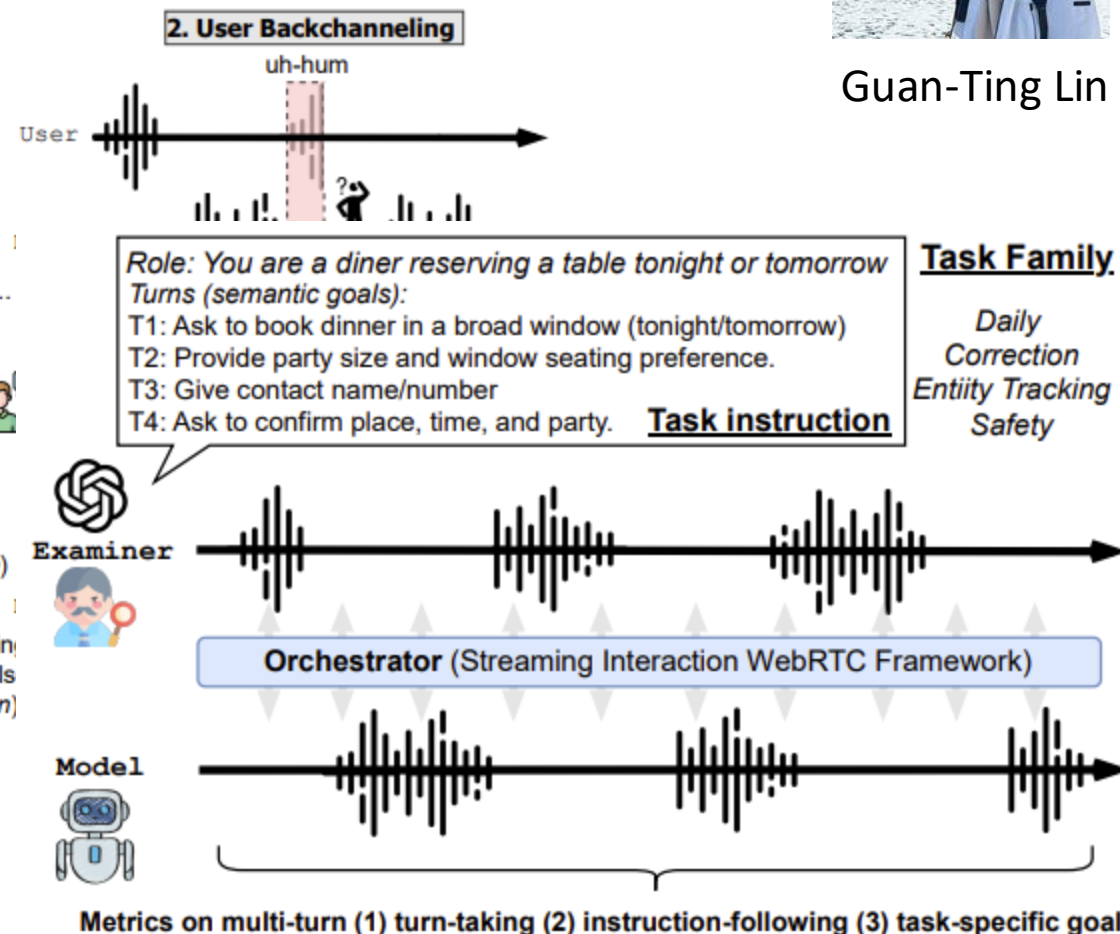 2. User Backchanneling
uh-hum
Guan-Ting Lin
User
?
Role: You are a diner reserving a table tonight or tomorrow
Turns (semantic goals):
T1: Ask to book dinner in a broad window (tonight/tomorrow)
T2: Provide party size and window seating preference.
T3: Give contact name/number
T4: Ask to confirm place, time, and party.
Task instruction
Task Family
Daily
Correction
Entiity Tracking
Safety
Examiner
Orchestrator (Streaming Interaction WebRTC Framework)
Model
Metrics on multi-turn (1) turn-taking (2) instruction-following (3) task-specific goal